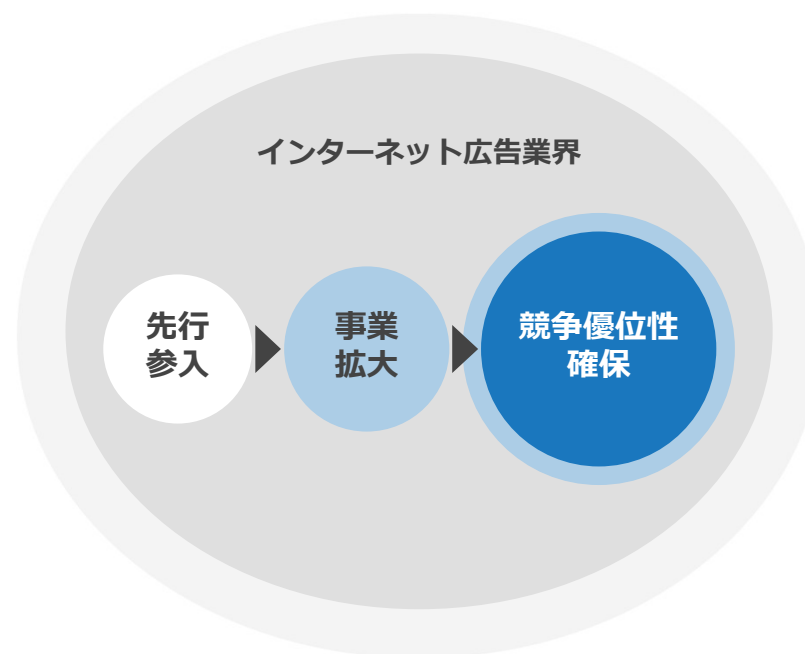 インターネット広告業界
先行
参入
事業
拡大
競争優位性
確保